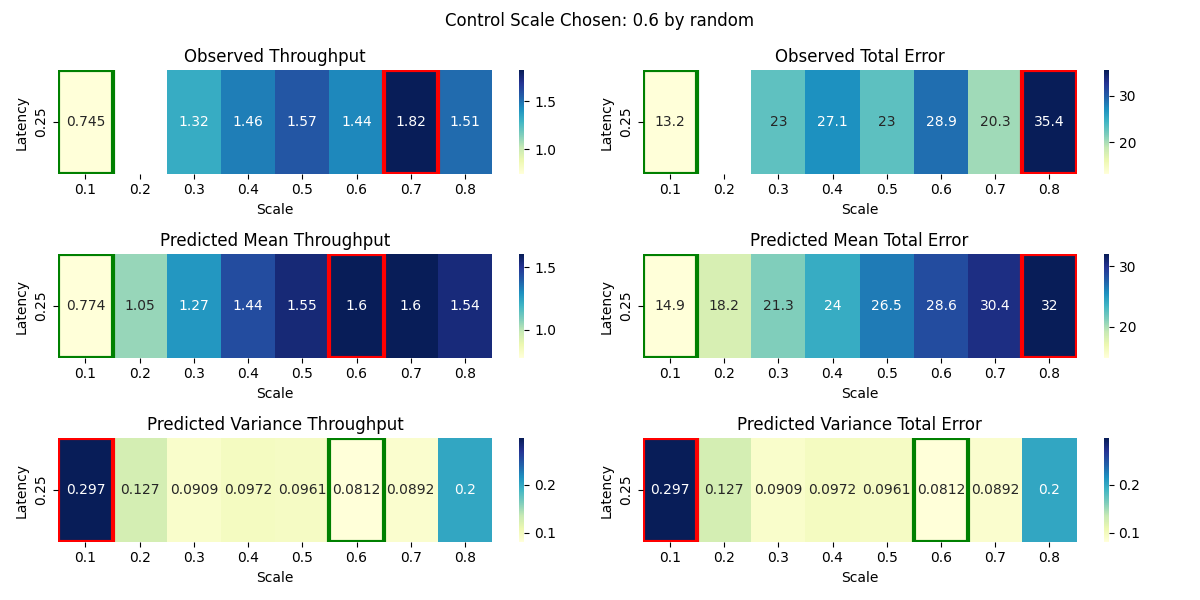 Control Scale Chosen: 0.6 by random
Observed Throughput
Latency
0.25
0.745 1.32 1.46 1.57 1.44 1.82 1.51
0.1 0.2 0.3 0.4 0.5 0.6 0.7 0.8
Scale
1.5
1.0
Observed Total Error
Latency
0.25
13.2 23 27.1 23 28.9 20.3 35.4
0.1 0.2 0.3 0.4 0.5 0.6 0.7 0.8
Scale
30
20
Predicted Mean Throughput
Latency
0.25
0.774 1.05 1.27 1.44 1.55 1.6 1.6 1.54
0.1 0.2 0.3 0.4 0.5 0.6 0.7 0.8
Scale
1.5
1.0
Predicted Mean Total Error
Latency
0.25
14.9 18.2 21.3 24 26.5 28.6 30.4 32
0.1 0.2 0.3 0.4 0.5 0.6 0.7 0.8
Scale
30
20
Predicted Variance Throughput
Latency
0.25
0.297 0.127 0.0909 0.0972 0.0961 0.0812 0.0892 0.2
0.1 0.2 0.3 0.4 0.5 0.6 0.7 0.8
Scale
0.2
0.1
Predicted Variance Total Error
Latency
0.25
0.297 0.127 0.0909 0.0972 0.0961 0.0812 0.0892 0.2
0.1 0.2 0.3 0.4 0.5 0.6 0.7 0.8
Scale
0.2
0.1